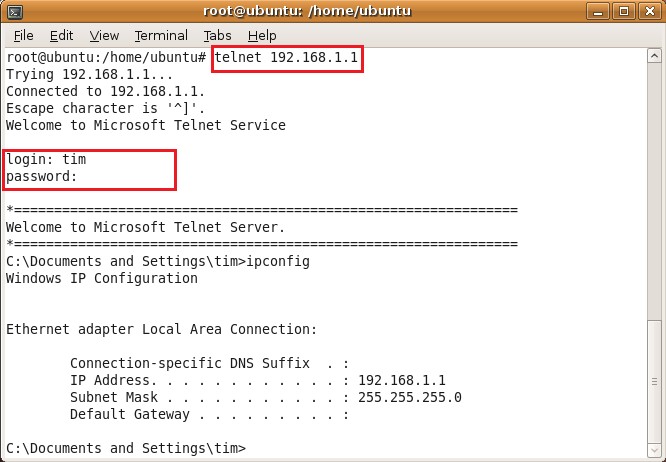 root@ubuntu: /home/ubuntu
File Edit View Terminal Tabs Help
root@ubuntu:/home/ubuntu# telnet 192.168.1.1
Trying 192.168.1.1...
Connected to 192.168.1.1.
Escape character is '^]'.
Welcome to Microsoft Telnet Service
login: tim
password:
*===============================================================
Welcome to Microsoft Telnet Server.
*===============================================================
C:\Documents and Settings\tim>ipconfig
Windows IP Configuration
Ethernet adapter Local Area Connection:
Connection-specific DNS Suffix  . :
IP Address. . . . . . . . . . . . : 192.168.1.1
Subnet Mask . . . . . . . . . . . : 255.255.255.0
Default Gateway . . . . . . . . . :
C:\Documents and Settings\tim>